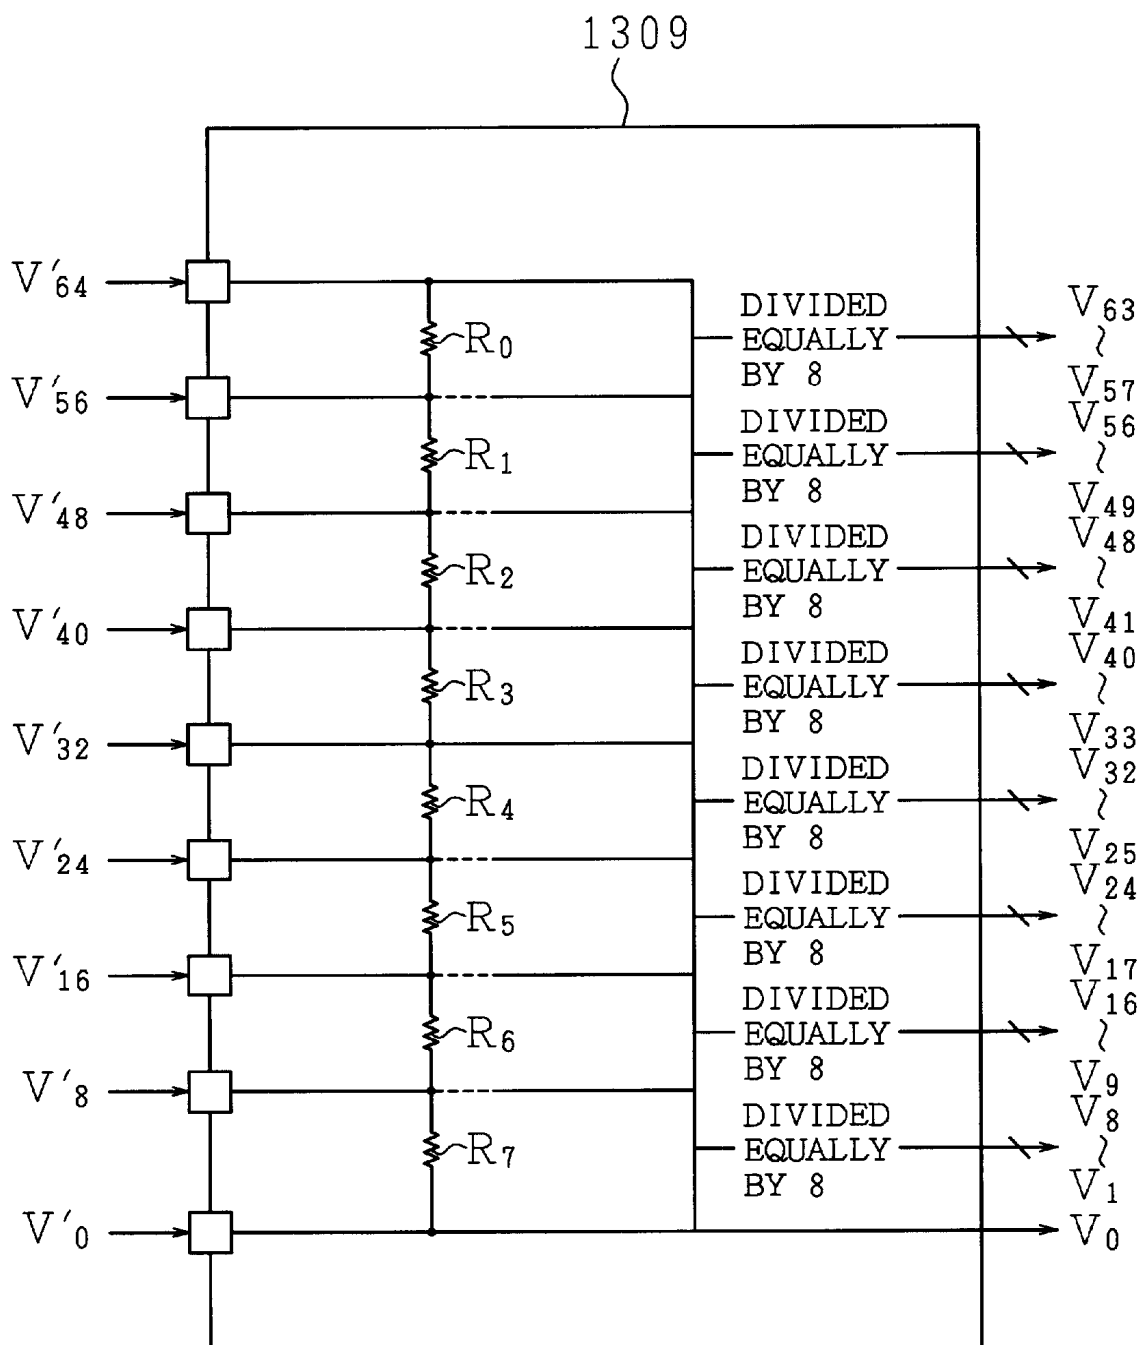 1309
V'64
V'56
V'48
V'40
V'32
V'24
V'16
V'8
V'0
R0
R1
R2
R3
R4
R5
R6
R7
DIVIDED
EQUALLY
BY 8
DIVIDED
EQUALLY
BY 8
DIVIDED
EQUALLY
BY 8
DIVIDED
EQUALLY
BY 8
DIVIDED
EQUALLY
BY 8
DIVIDED
EQUALLY
BY 8
DIVIDED
EQUALLY
BY 8
DIVIDED
EQUALLY
BY 8
V63
~
V57
V56
~
V49
V48
~
V41
V40
~
V33
V32
~
V25
V24
~
V17
V16
~
V9
V8
~
V1
V0